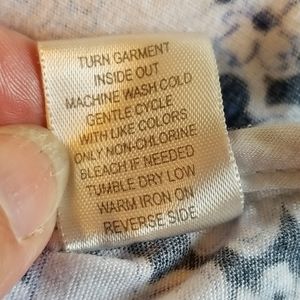 TURN GARMENT
INSIDE OUT
MACHINE WASH COLD
GENTLE CYCLE
WITH LIKE COLORS
ONLY NON-CHLORINE
BLEACH IF NEEDED
TUMBLE DRY LOW
WARM IRON ON
REVERSE SIDE